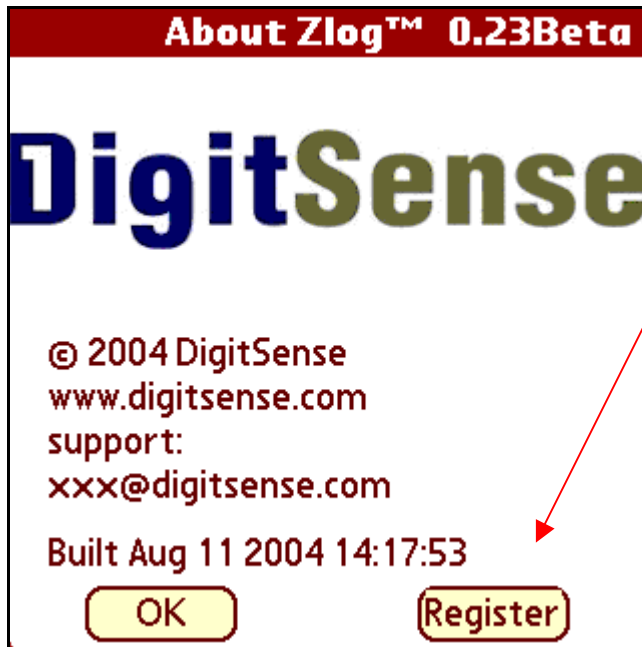 About Zlog™ 0.23Beta
DigitSense
© 2004 DigitSense
www.digitsense.com
support:
xxx@digitsense.com
Built Aug 11 2004 14:17:53
OK Register